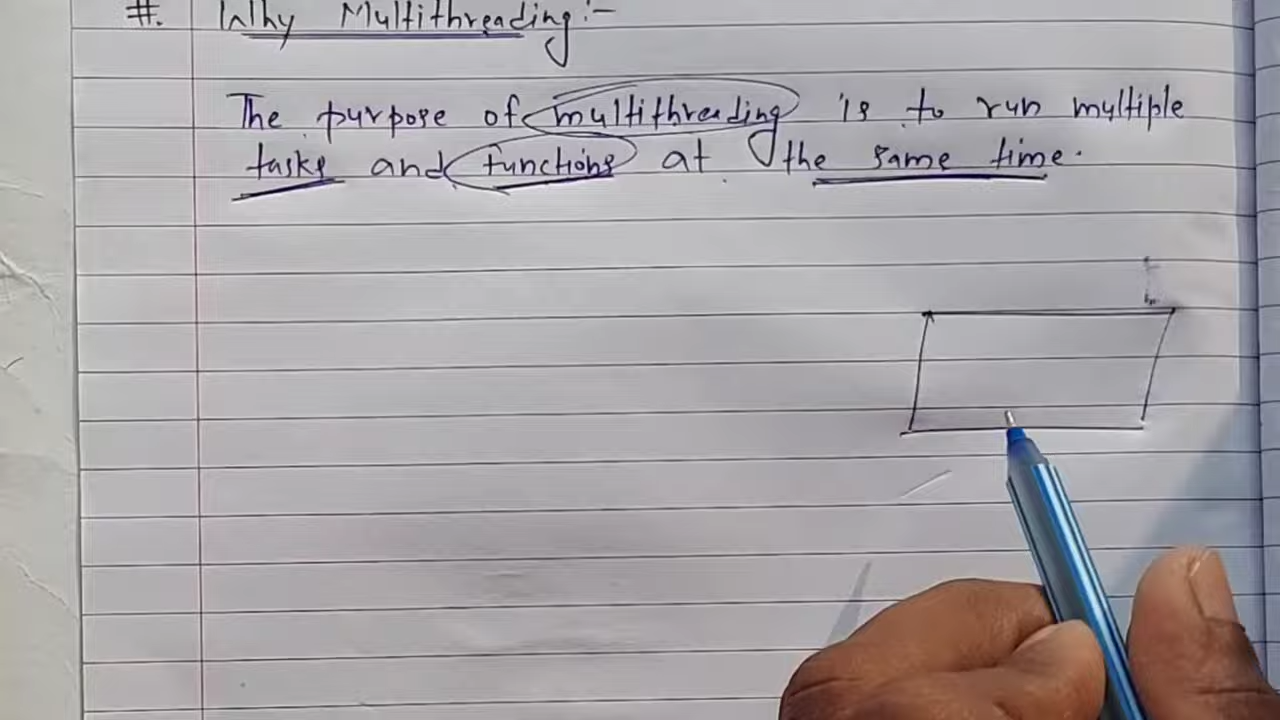 #. Why Multithreading:-
The purpose of multithreading is to run multiple
tasks and functions at the same time.